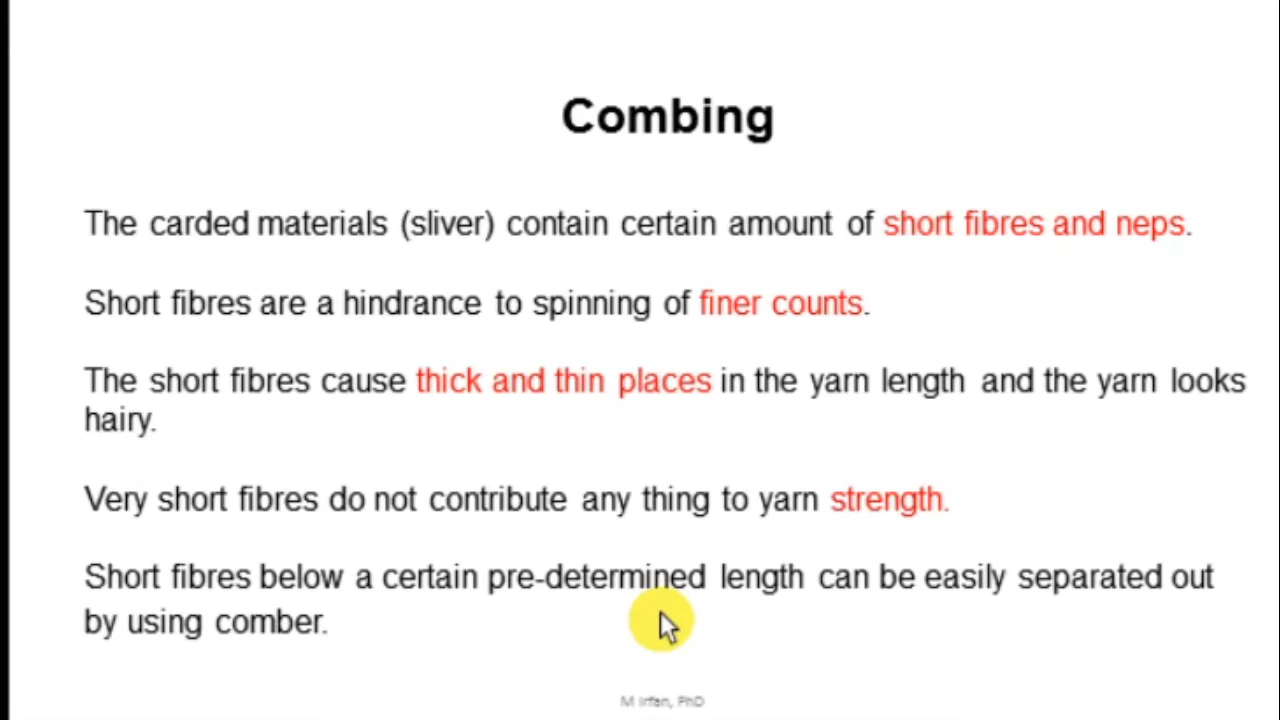 Combing
The carded materials (sliver) contain certain amount of short fibres and neps.
Short fibres are a hindrance to spinning of finer counts.
The short fibres cause thick and thin places in the yarn length and the yarn looks
hairy.
Very short fibres do not contribute any thing to yarn strength.
Short fibres below a certain pre-determined length can be easily separated out
by using comber.
M Irfan, PhD